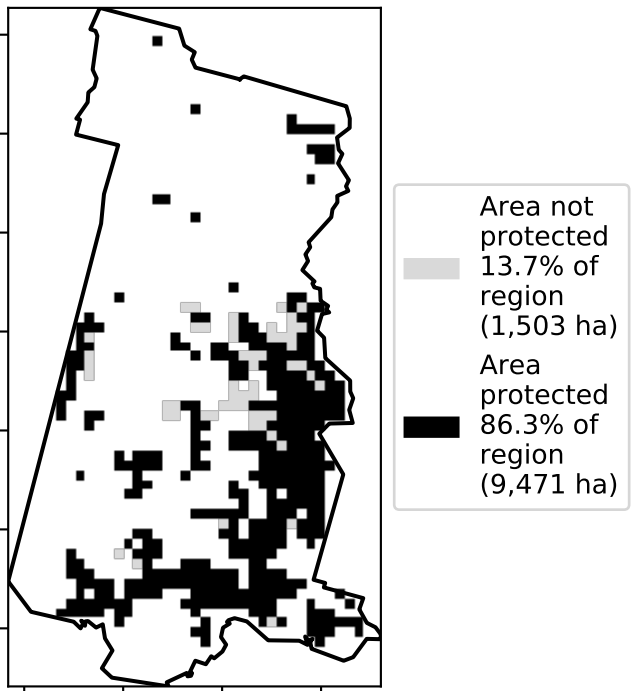 Area not
protected
13.7% of
region
(1,503 ha)
Area
protected
86.3% of
region
(9,471 ha)